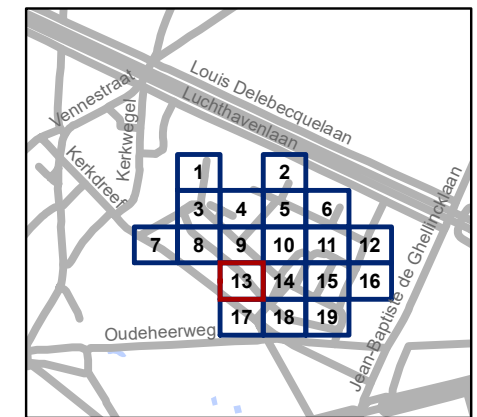 Louis Delebecquelaan
Luchthavenlaan
Vennestraat
Kerkwegel
Kerkdreef
1 2
3 4 5 6
7 8 9 10 11 12
13 14 15 16
17 18 19
Oudeheerweg
Jean-Baptiste de Ghellincklaan